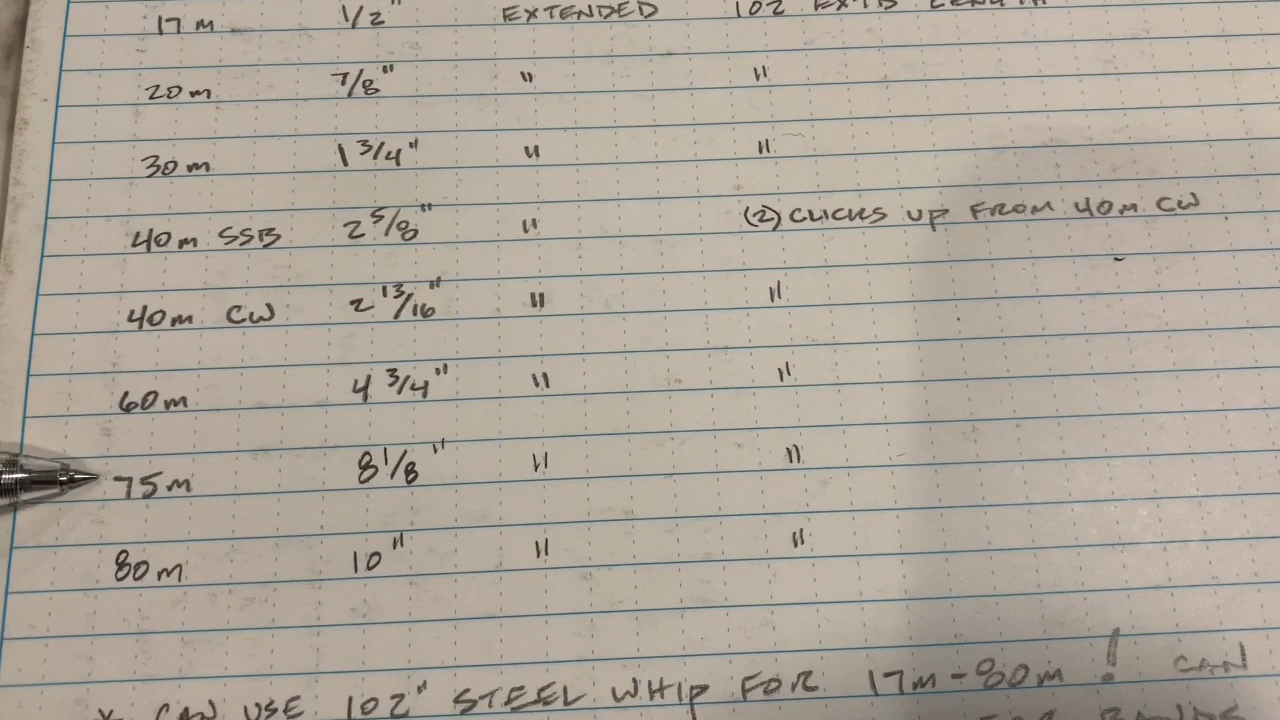 17m 1/2" EXTENDED 102
20m 7/8" " "
30m 1 3/4" " "
40m SSB 2 5/8" " (2) CLICKS UP FROM 40m CW
40m CW 2 13/16" " "
60m 4 3/4" " "
75m 8 1/8" " "
80m 10" " "
CAN USE 102" STEEL WHIP FOR 17m-80m! CAN